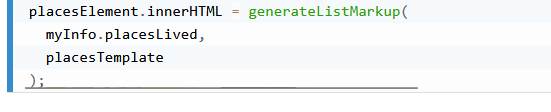 placesElement.innerHTML = generateListMarkup(
  myInfo.placesLived,
  placesTemplate
);